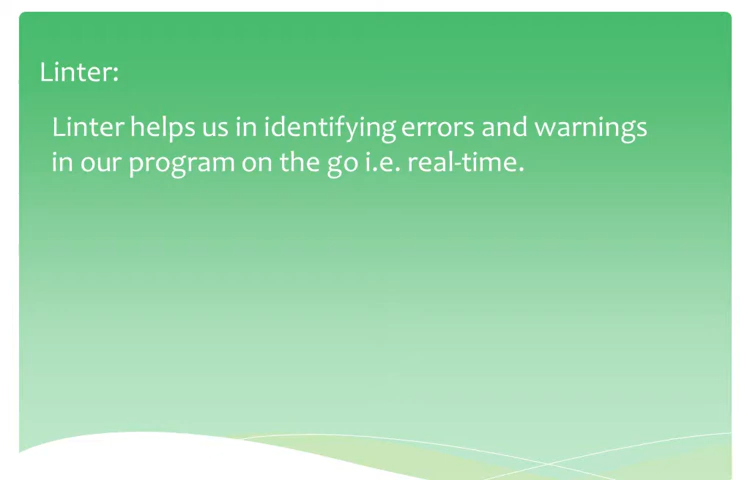 Linter:
Linter helps us in identifying errors and warnings
in our program on the go i.e. real-time.